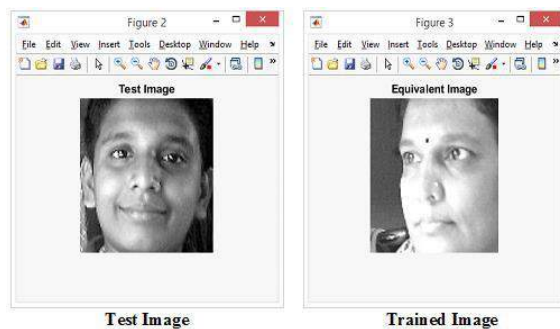 Figure 2
File Edit View Insert Tools Desktop Window Help
Test Image
Test Image
Figure 3
File Edit View Insert Tools Desktop Window Help
Equivalent Image
Trained Image